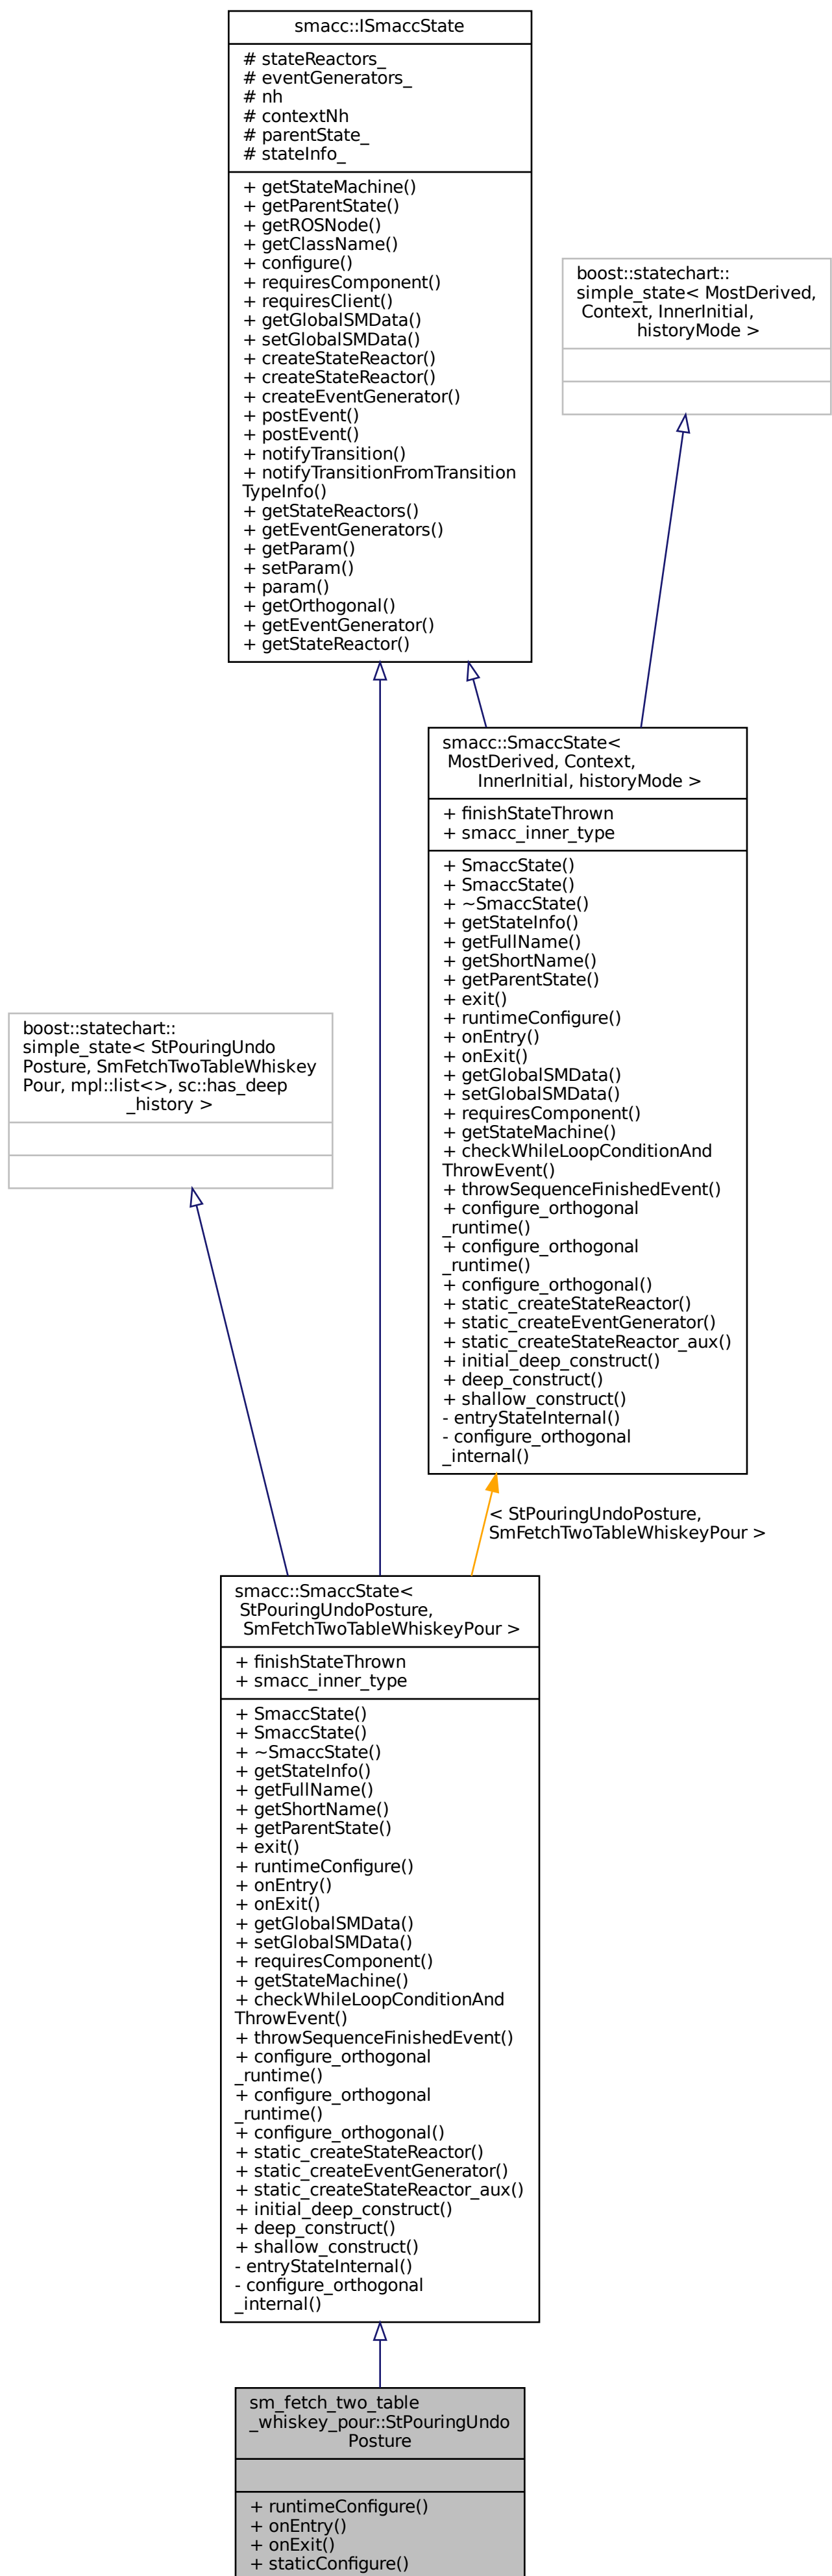 smacc::ISmaccState
# stateReactors_
# eventGenerators_
# nh
# contextNh
# parentState_
# stateInfo_
+ getStateMachine()
+ getParentState()
+ getROSNode()
+ getClassName()
+ configure()
+ requiresComponent()
+ requiresClient()
+ getGlobalSMData()
+ setGlobalSMData()
+ createStateReactor()
+ createStateReactor()
+ createEventGenerator()
+ postEvent()
+ postEvent()
+ notifyTransition()
+ notifyTransitionFromTransition
TypeInfo()
+ getStateReactors()
+ getEventGenerators()
+ getParam()
+ setParam()
+ param()
+ getOrthogonal()
+ getEventGenerator()
+ getStateReactor()
boost::statechart::
simple_state< MostDerived,
Context, InnerInitial,
historyMode >
smacc::SmaccState<
MostDerived, Context,
InnerInitial, historyMode >
+ finishStateThrown
+ smacc_inner_type
+ SmaccState()
+ SmaccState()
+ ~SmaccState()
+ getStateInfo()
+ getFullName()
+ getShortName()
+ getParentState()
+ exit()
+ runtimeConfigure()
+ onEntry()
+ onExit()
+ getGlobalSMData()
+ setGlobalSMData()
+ requiresComponent()
+ getStateMachine()
+ checkWhileLoopConditionAnd
ThrowEvent()
+ throwSequenceFinishedEvent()
+ configure_orthogonal
_runtime()
+ configure_orthogonal
_runtime()
+ configure_orthogonal()
+ static_createStateReactor()
+ static_createEventGenerator()
+ static_createStateReactor_aux()
+ initial_deep_construct()
+ deep_construct()
+ shallow_construct()
- entryStateInternal()
- configure_orthogonal
_internal()
boost::statechart::
simple_state< StPouringUndo
Posture, SmFetchTwoTableWhiskey
Pour, mpl::list<>, sc::has_deep
_history >
< StPouringUndoPosture,
SmFetchTwoTableWhiskeyPour >
smacc::SmaccState<
StPouringUndoPosture,
SmFetchTwoTableWhiskeyPour >
+ finishStateThrown
+ smacc_inner_type
+ SmaccState()
+ SmaccState()
+ ~SmaccState()
+ getStateInfo()
+ getFullName()
+ getShortName()
+ getParentState()
+ exit()
+ runtimeConfigure()
+ onEntry()
+ onExit()
+ getGlobalSMData()
+ setGlobalSMData()
+ requiresComponent()
+ getStateMachine()
+ checkWhileLoopConditionAnd
ThrowEvent()
+ throwSequenceFinishedEvent()
+ configure_orthogonal
_runtime()
+ configure_orthogonal
_runtime()
+ configure_orthogonal()
+ static_createStateReactor()
+ static_createEventGenerator()
+ static_createStateReactor_aux()
+ initial_deep_construct()
+ deep_construct()
+ shallow_construct()
- entryStateInternal()
- configure_orthogonal
_internal()
sm_fetch_two_table
_whiskey_pour::StPouringUndo
Posture
+ runtimeConfigure()
+ onEntry()
+ onExit()
+ staticConfigure()